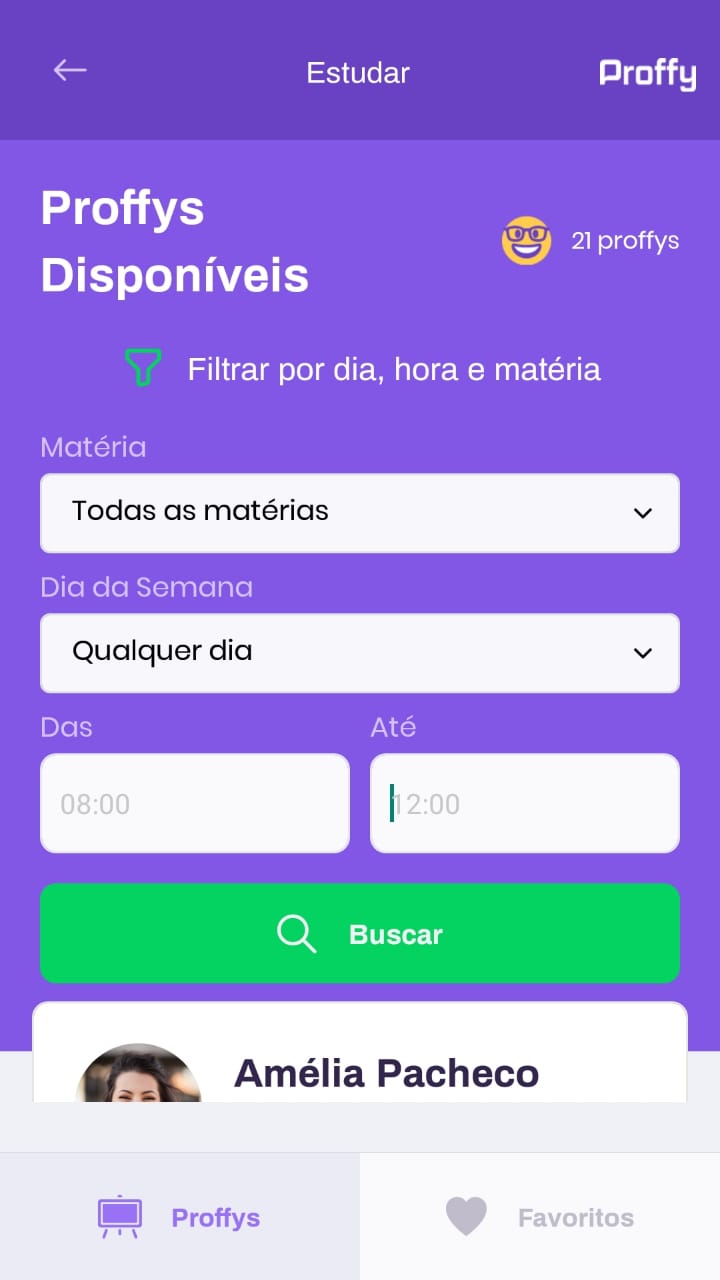 Estudar
Proffy
Proffys
Disponíveis
21 proffys
Filtrar por dia, hora e matéria
Matéria
Todas as matérias
Dia da Semana
Qualquer dia
Das
Até
08:00
12:00
Buscar
Amélia Pacheco
Proffys
Favoritos